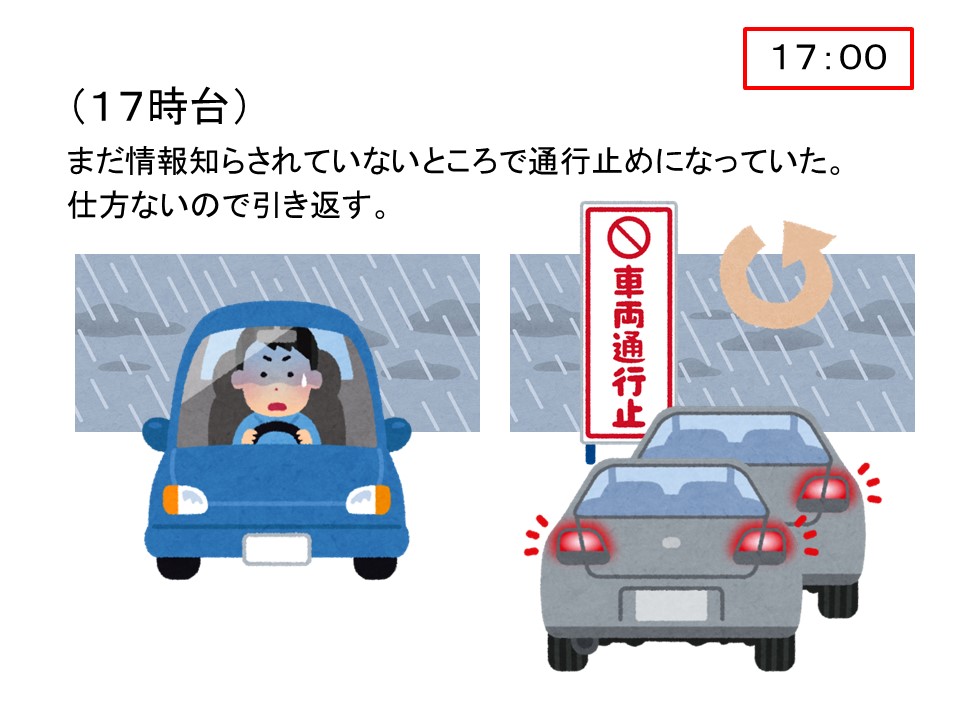 １７：００
（１７時台）
まだ情報知らされていないところで通行止めになっていた。
仕方ないので引き返す。
車両通行止